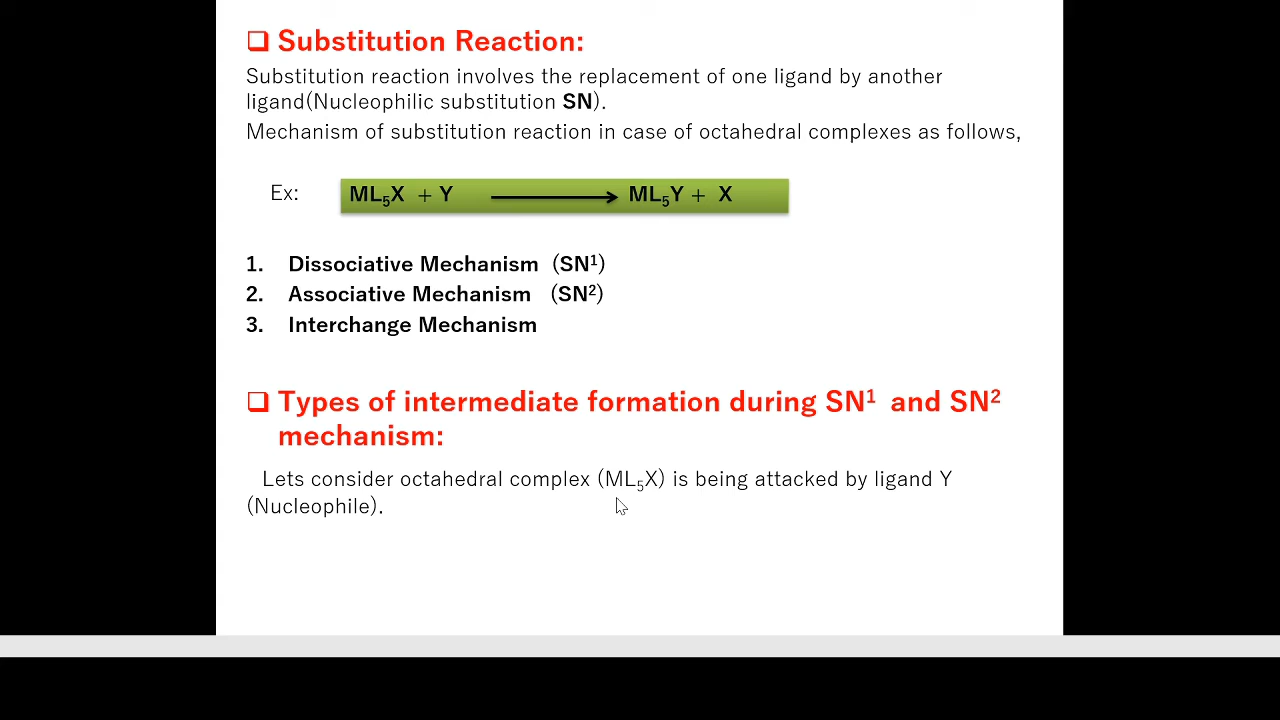 ❑ Substitution Reaction:
Substitution reaction involves the replacement of one ligand by another
ligand(Nucleophilic substitution SN).
Mechanism of substitution reaction in case of octahedral complexes as follows,
Ex: ML₅X + Y ⟶ ML₅Y + X
1. Dissociative Mechanism (SN¹)
2. Associative Mechanism (SN²)
3. Interchange Mechanism
❑ Types of intermediate formation during SN¹ and SN²
mechanism:
Lets consider octahedral complex (ML₅X) is being attacked by ligand Y
(Nucleophile).